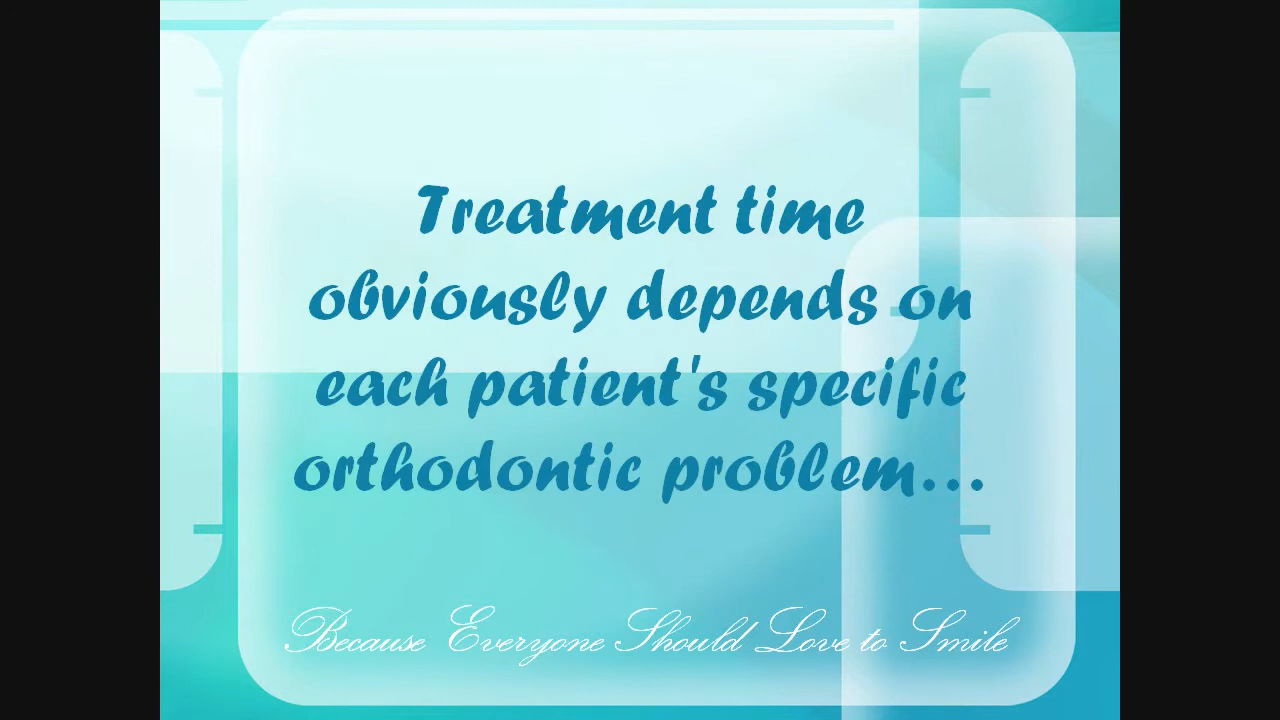 Treatment time
obviously depends on
each patient's specific
orthodontic problem...
Because Everyone Should Love to Smile